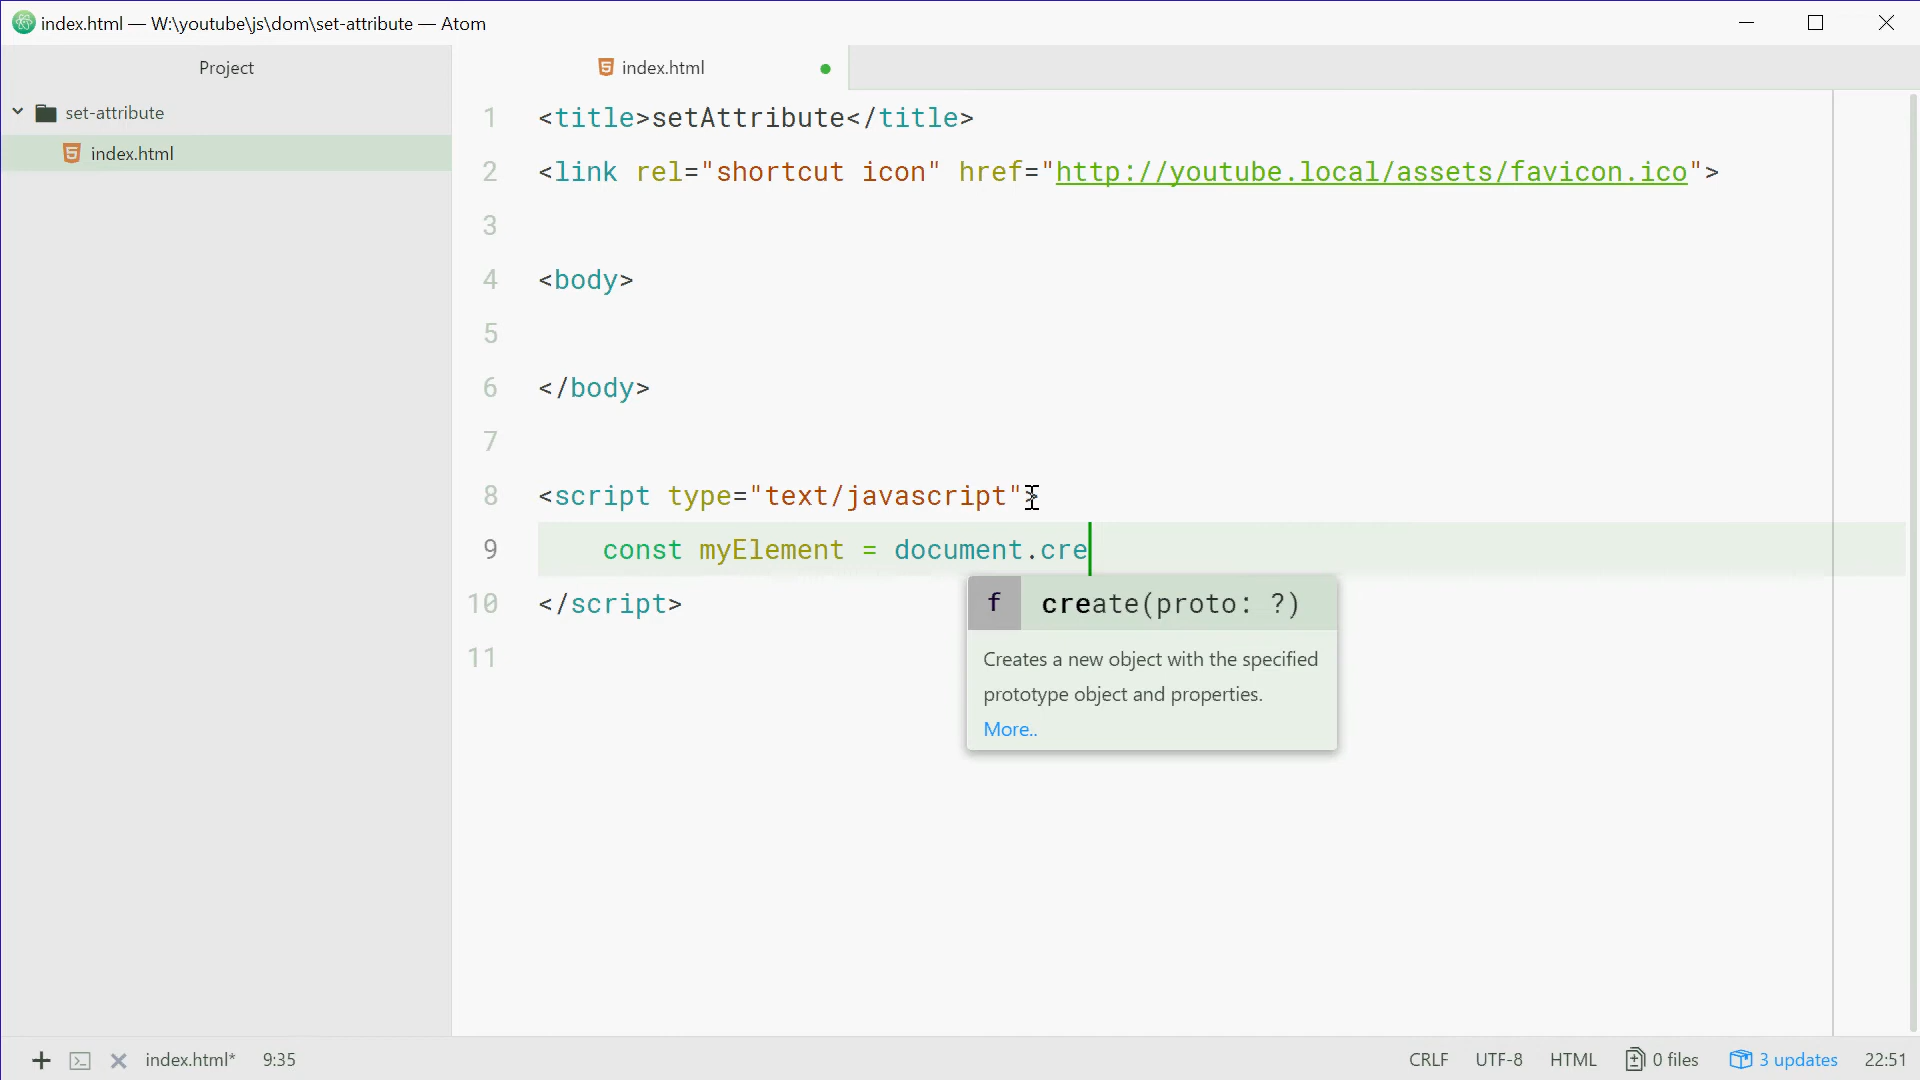 index.html — W:\youtube\js\dom\set-attribute — Atom
Project
index.html
set-attribute
index.html
1 <title>setAttribute</title>
2 <link rel="shortcut icon" href="http://youtube.local/assets/favicon.ico">
3
4 <body>
5
6 </body>
7
8 <script type="text/javascript">
9 const myElement = document.cre
10 </script>
11
f create(proto: ?)
Creates a new object with the specified
prototype object and properties.
More..
index.html* 9:35 CRLF UTF-8 HTML 0 files 3 updates 22:51